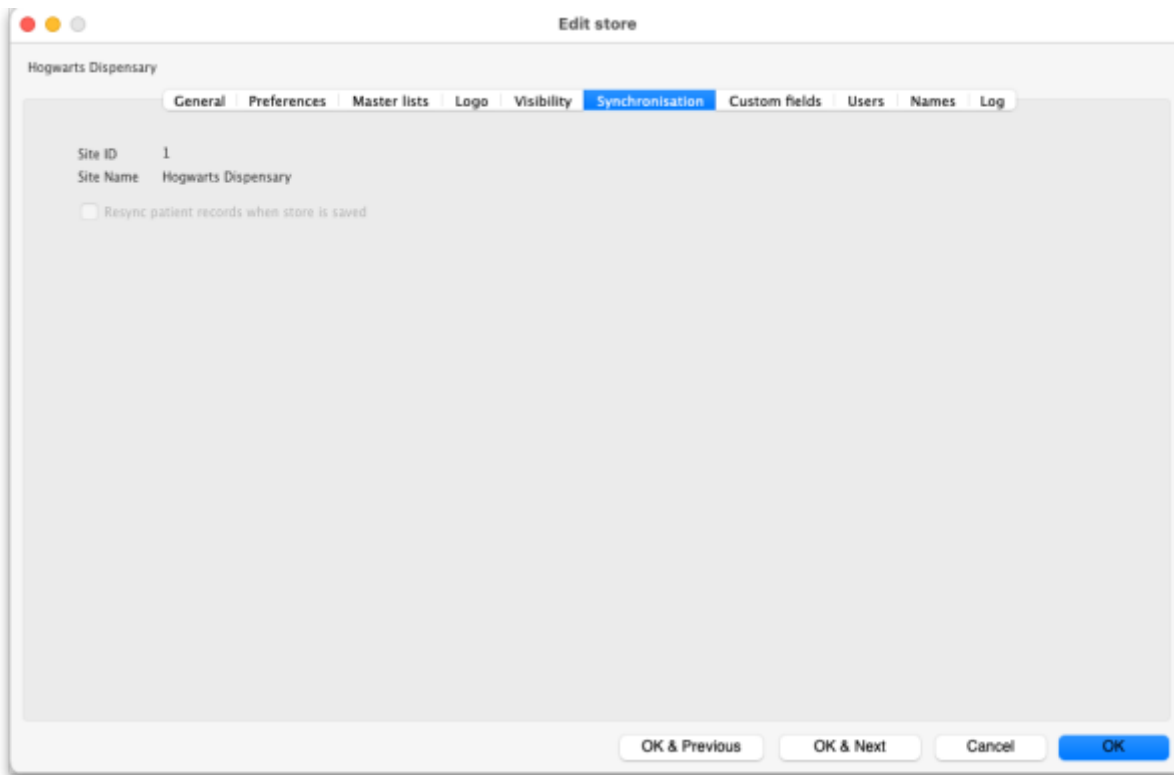 Edit store
Hogwarts Dispensary
General Preferences Master lists Logo Visibility Synchronisation Custom fields Users Names Log
Site ID 1
Site Name Hogwarts Dispensary
Resync patient records when store is saved
OK & Previous OK & Next Cancel OK